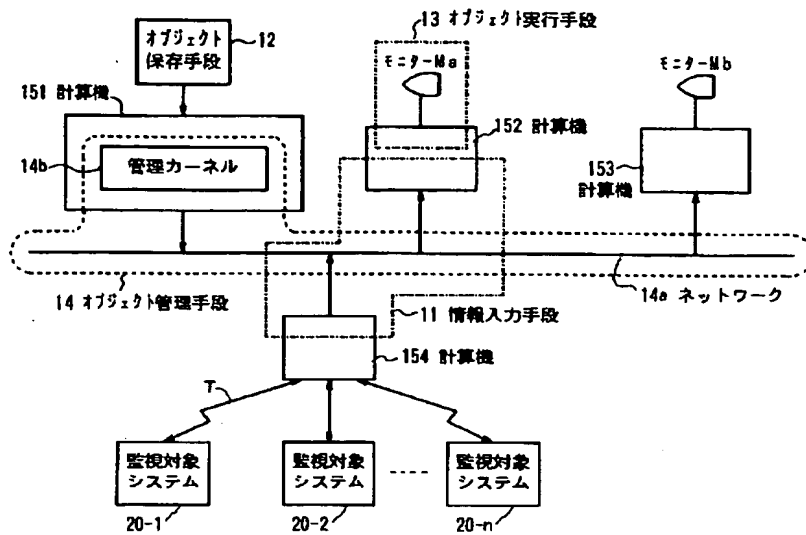 オブジェクト
保存手段
12
13 オブジェクト実行手段
モニターMa
モニターMb
151 計算機
152 計算機
14b
管理カーネル
153
計算機
14 オブジェクト管理手段
14a ネットワーク
11 情報入力手段
154 計算機
T
監視対象
システム
監視対象
システム
監視対象
システム
20-1
20-2
20-n